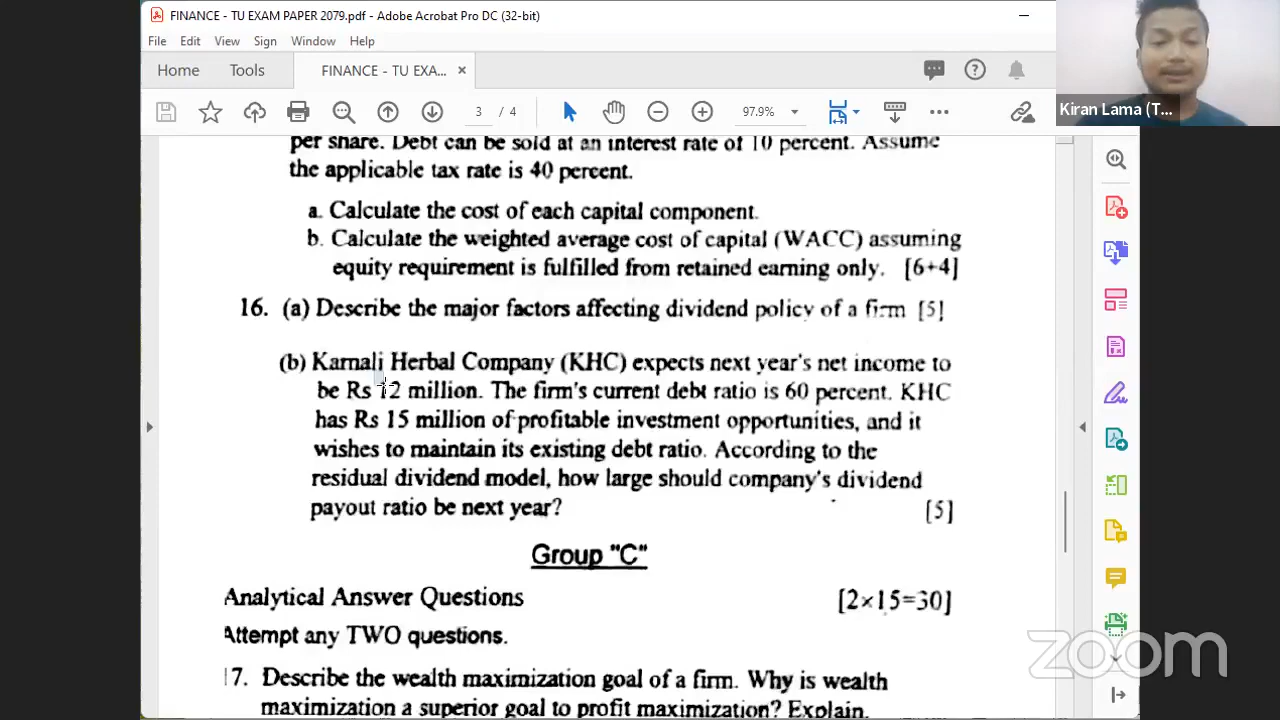 FINANCE - TU EXAM PAPER 2079.pdf - Adobe Acrobat Pro DC (32-bit)
File Edit View Sign Window Help
Home Tools FINANCE - TU EXA... ×
3 / 4 97.9%
Kiran Lama (T...
per share. Debt can be sold at an interest rate of 10 percent. Assume
the applicable tax rate is 40 percent.
a. Calculate the cost of each capital component.
b. Calculate the weighted average cost of capital (WACC) assuming
equity requirement is fulfilled from retained earning only. [6+4]
16. (a) Describe the major factors affecting dividend policy of a firm [5]
(b) Karnali Herbal Company (KHC) expects next year's net income to
be Rs 12 million. The firm's current debt ratio is 60 percent. KHC
has Rs 15 million of profitable investment opportunities, and it
wishes to maintain its existing debt ratio. According to the
residual dividend model, how large should company's dividend
payout ratio be next year? [5]
Group "C"
Analytical Answer Questions [2×15=30]
Attempt any TWO questions.
17. Describe the wealth maximization goal of a firm. Why is wealth
maximization a superior goal to profit maximization? Explain.
zoom